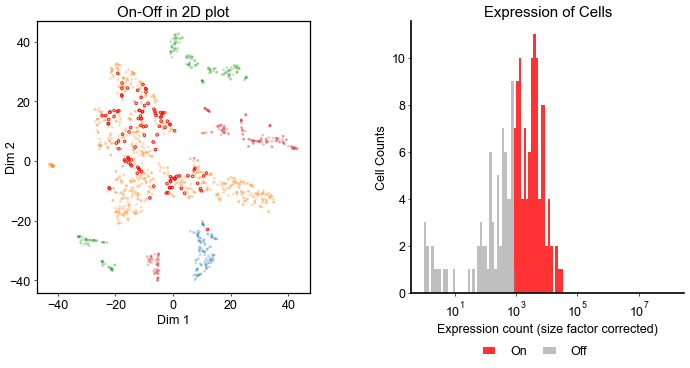 On-Off in 2D plot
Dim 2
40
20
0
−20
−40
−40 −20 0 20 40
Dim 1
Expression of Cells
Cell Counts
10
8
6
4
2
0
10^1 10^3 10^5 10^7
Expression count (size factor corrected)
On Off